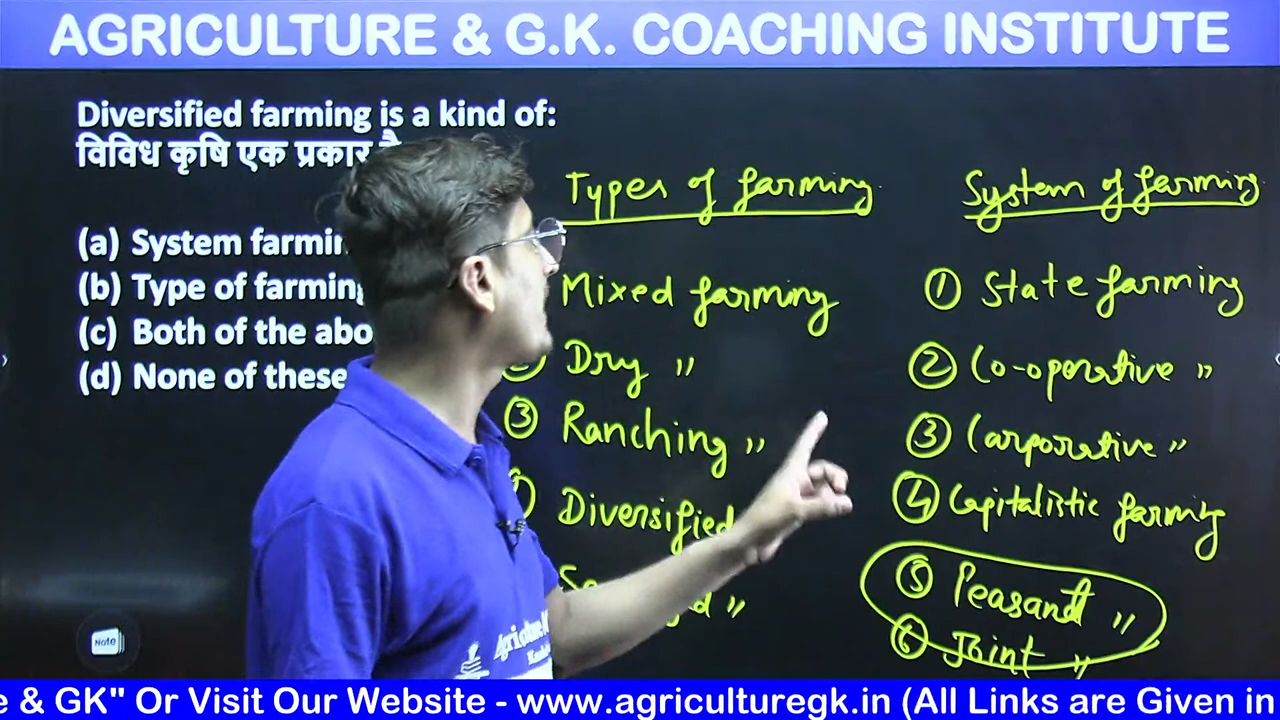 AGRICULTURE & G.K. COACHING INSTITUTE
Diversified farming is a kind of:
विविध कृषि एक प्रकार है
(a) System farmin
(b) Type of farming
(c) Both of the abo
(d) None of these
Types of farming
Mixed farming
Dry "
③ Ranching "
Diversified
System of farming
① State farming
② Co-operative "
③ Carporative "
④ Capitalistic farming
⑤ Peasant "
⑥ Joint "
Note
e & GK" Or Visit Our Website - www.agriculturegk.in (All Links are Given in